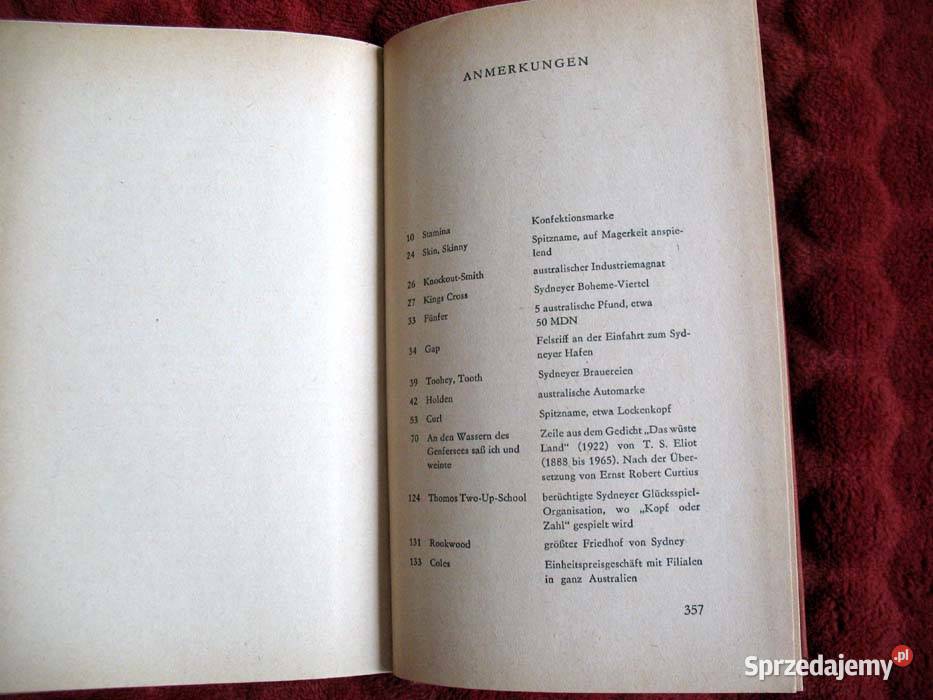 ANMERKUNGEN
10 Stamina Konfektionsmarke
24 Skin, Skinny Spitzname, auf Magerkeit anspie-
lend
26 Knockout-Smith australischer Industriemagnat
27 Kings Cross Sydneyer Boheme-Viertel
33 Fünfer 5 australische Pfund, etwa
50 MDN
34 Gap Felsriff an der Einfahrt zum Syd-
neyer Hafen
39 Toohey, Tooth Sydneyer Brauereien
42 Holden australische Automarke
53 Curl Spitzname, etwa Lockenkopf
70 An den Wassern des Zeile aus dem Gedicht „Das wüste
Genfersees saß ich und Land“ (1922) von T. S. Eliot
weinte (1888 bis 1965). Nach der Über-
setzung von Ernst Robert Curtius
124 Thomos Two-Up-School berüchtigte Sydneyer Glücksspiel-
Organisation, wo „Kopf oder
Zahl“ gespielt wird
131 Rookwood größter Friedhof von Sydney
133 Coles Einheitspreisgeschäft mit Filialen
in ganz Australien
357
Sprzedajemy.pl